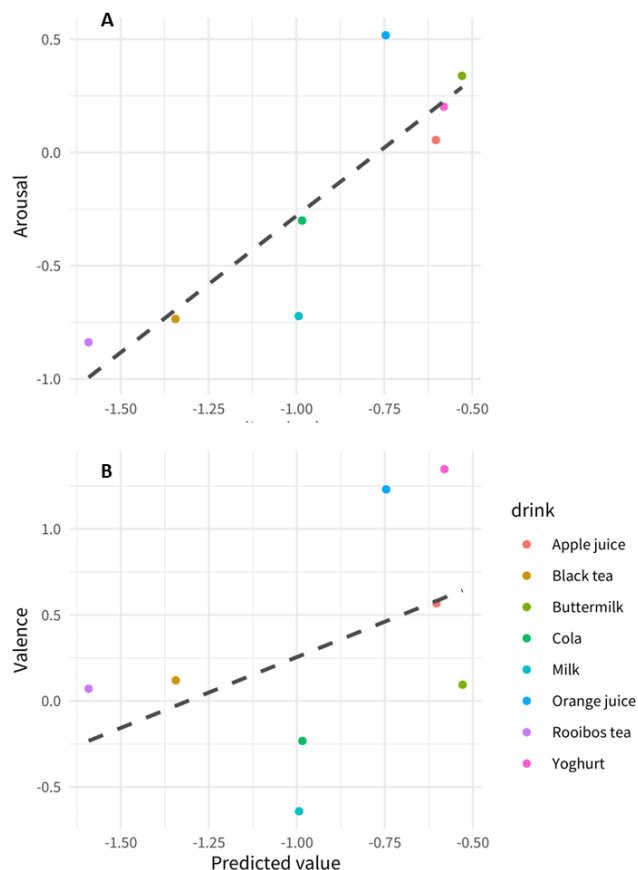 A
0.5
0.0
Arousal
-0.5
-1.0
-1.50 -1.25 -1.00 -0.75 -0.50
B
1.0
0.5
Valence
0.0
-0.5
-1.50 -1.25 -1.00 -0.75 -0.50
Predicted value
drink
Apple juice
Black tea
Buttermilk
Cola
Milk
Orange juice
Rooibos tea
Yoghurt